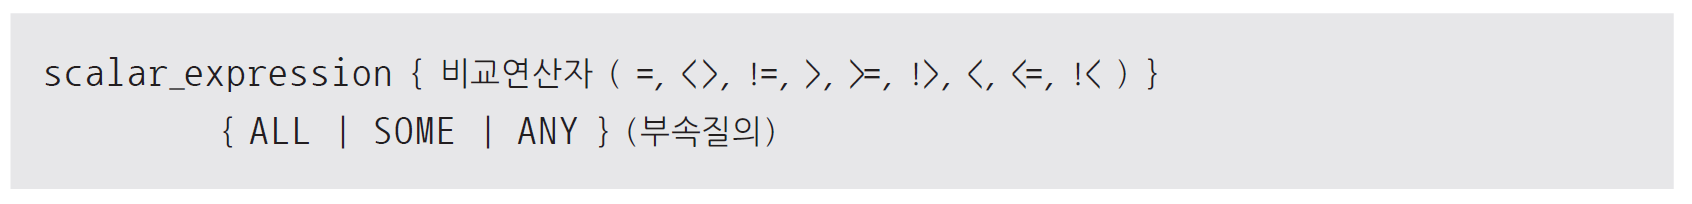 scalar_expression { 비교연산자 ( =, <>, !=, >, >=, !>, <, <=, !< ) }
{ ALL | SOME | ANY } (부속질의)